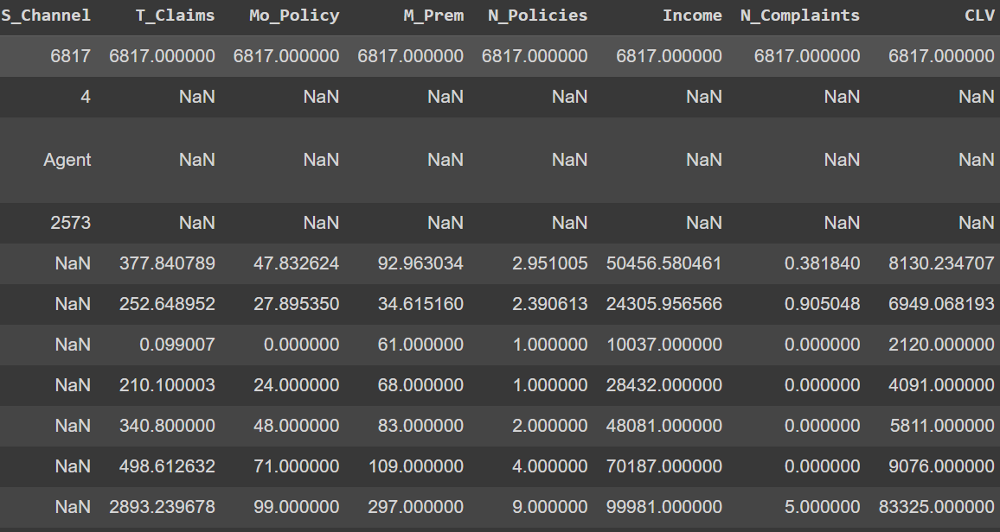 S_Channel T_Claims Mo_Policy M_Prem N_Policies Income N_Complaints CLV
6817 6817.000000 6817.000000 6817.000000 6817.000000 6817.000000 6817.000000 6817.000000
4 NaN NaN NaN NaN NaN NaN NaN
Agent NaN NaN NaN NaN NaN NaN NaN
2573 NaN NaN NaN NaN NaN NaN NaN
NaN 377.840789 47.832624 92.963034 2.951005 50456.580461 0.381840 8130.234707
NaN 252.648952 27.895350 34.615160 2.390613 24305.956566 0.905048 6949.068193
NaN 0.099007 0.000000 61.000000 1.000000 10037.000000 0.000000 2120.000000
NaN 210.100003 24.000000 68.000000 1.000000 28432.000000 0.000000 4091.000000
NaN 340.800000 48.000000 83.000000 2.000000 48081.000000 0.000000 5811.000000
NaN 498.612632 71.000000 109.000000 4.000000 70187.000000 0.000000 9076.000000
NaN 2893.239678 99.000000 297.000000 9.000000 99981.000000 5.000000 83325.000000